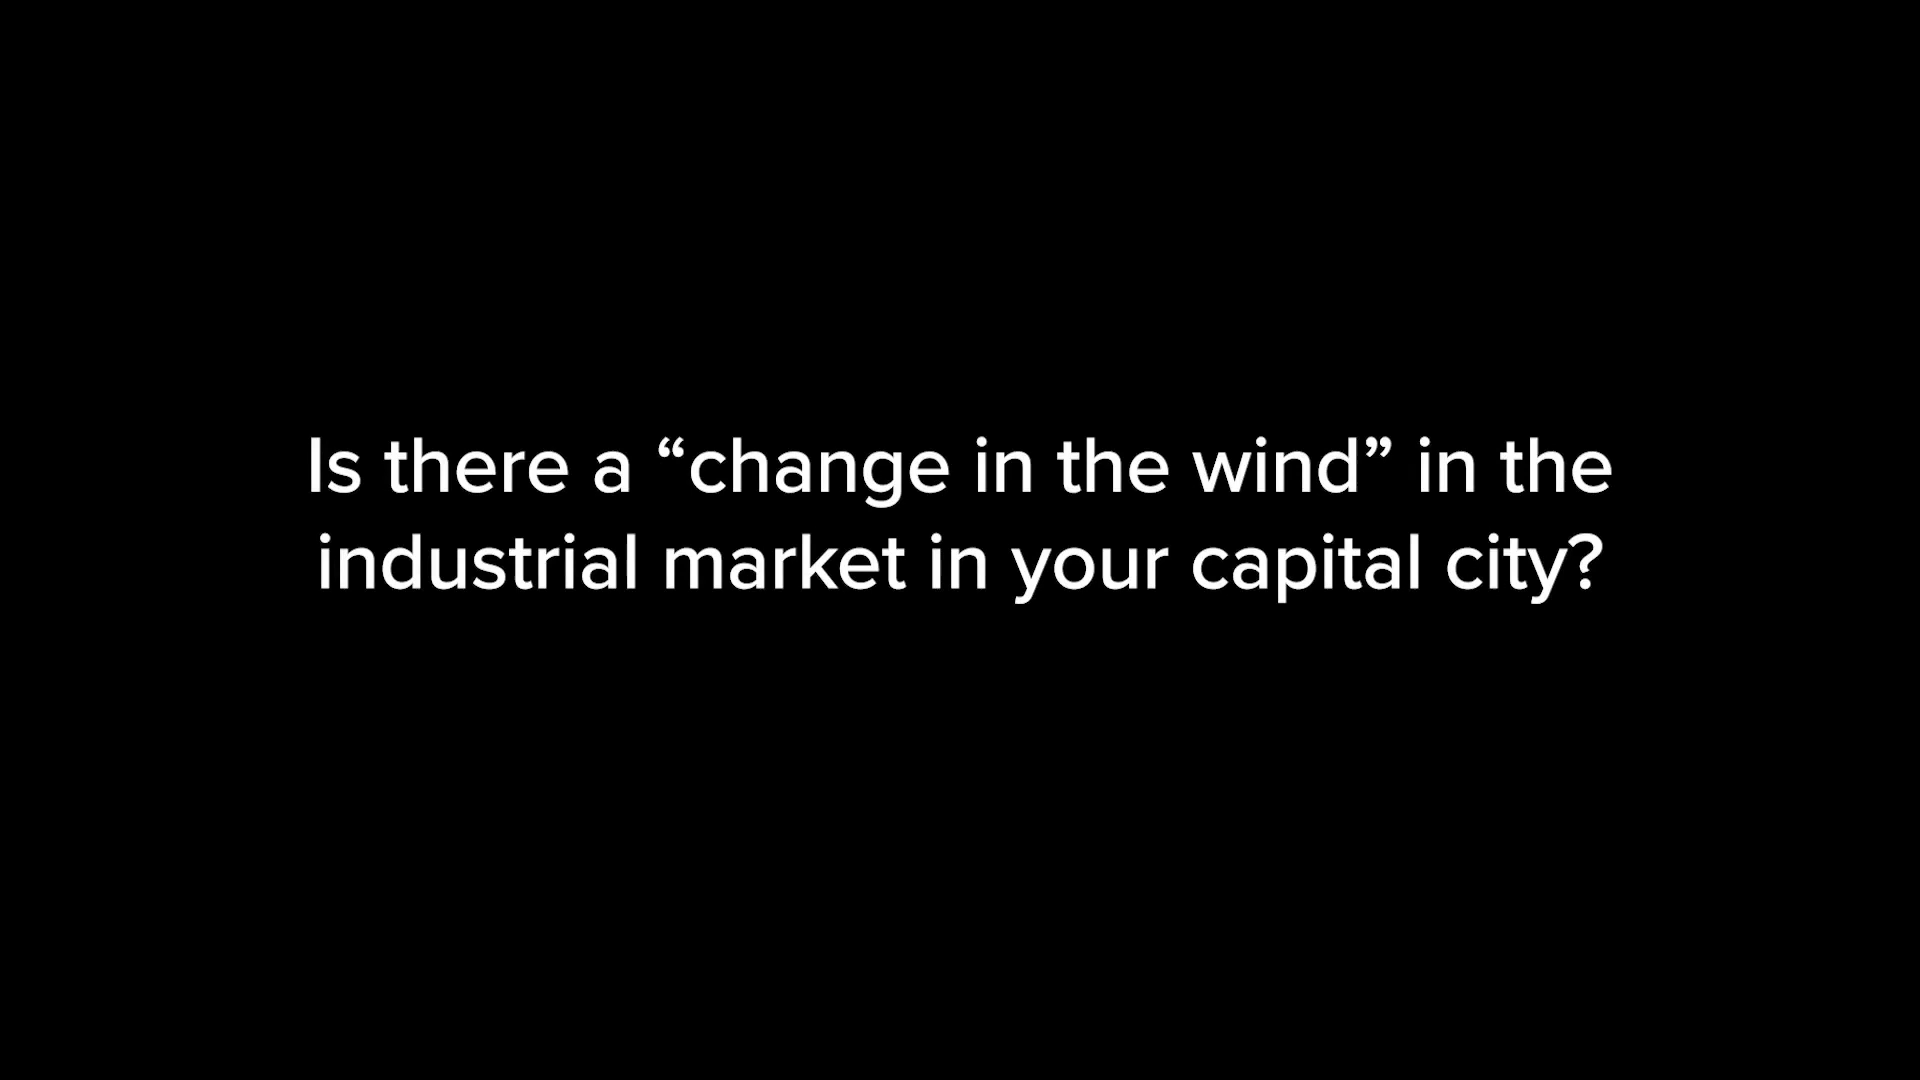 Is there a “change in the wind” in the
industrial market in your capital city?